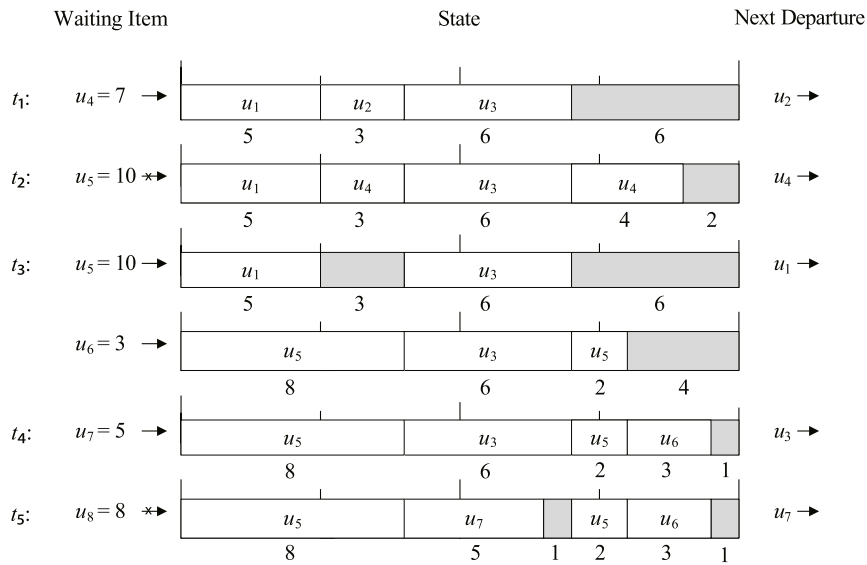 Waiting Item State Next Departure
t₁: u₄ = 7 u₁ u₂ u₃ u₂
5 3 6 6
t₂: u₅ = 10 u₁ u₄ u₃ u₄ u₄
5 3 6 4 2
t₃: u₅ = 10 u₁ u₃ u₁
5 3 6 6
u₆ = 3 u₅ u₃ u₅
8 6 2 4
t₄: u₇ = 5 u₅ u₃ u₅ u₆ u₃
8 6 2 3 1
t₅: u₈ = 8 u₅ u₇ u₅ u₆ u₇
8 5 1 2 3 1